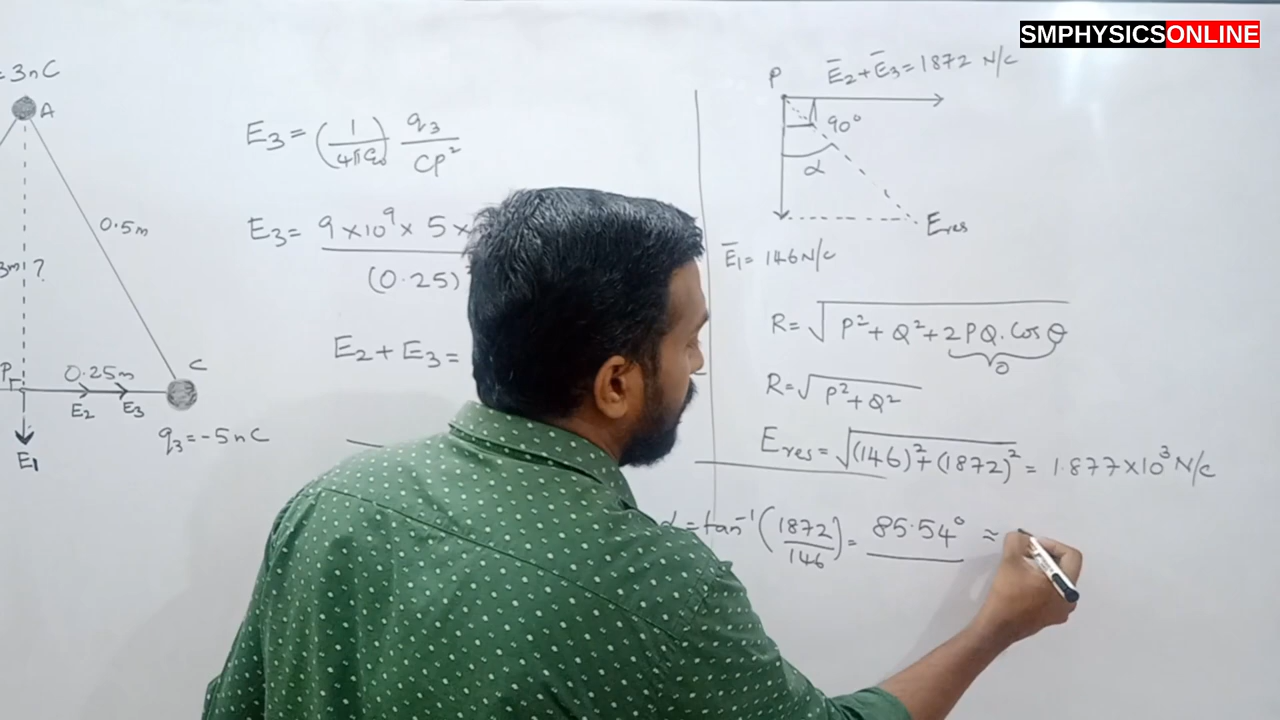 SMPHYSICSONLINE
= 3nC
A
0.5m
3m ?
P
0.25m
C
E2 E3
E1
q3 = -5nC
E3 = (1/4πε0) q3/CP²
E3 = 9×10⁹×5×
(0.25)
E2 + E3 =
P
E̅2 + E̅3 = 1872 N/C
90°
α
Eres
E̅1 = 146 N/C
R = √P² + Q² + 2PQ.Cosθ
0
R = √P² + Q²
Eres = √(146)² + (1872)² = 1.877×10³ N/C
α = tan⁻¹(1872/146) = 85.54° ≈